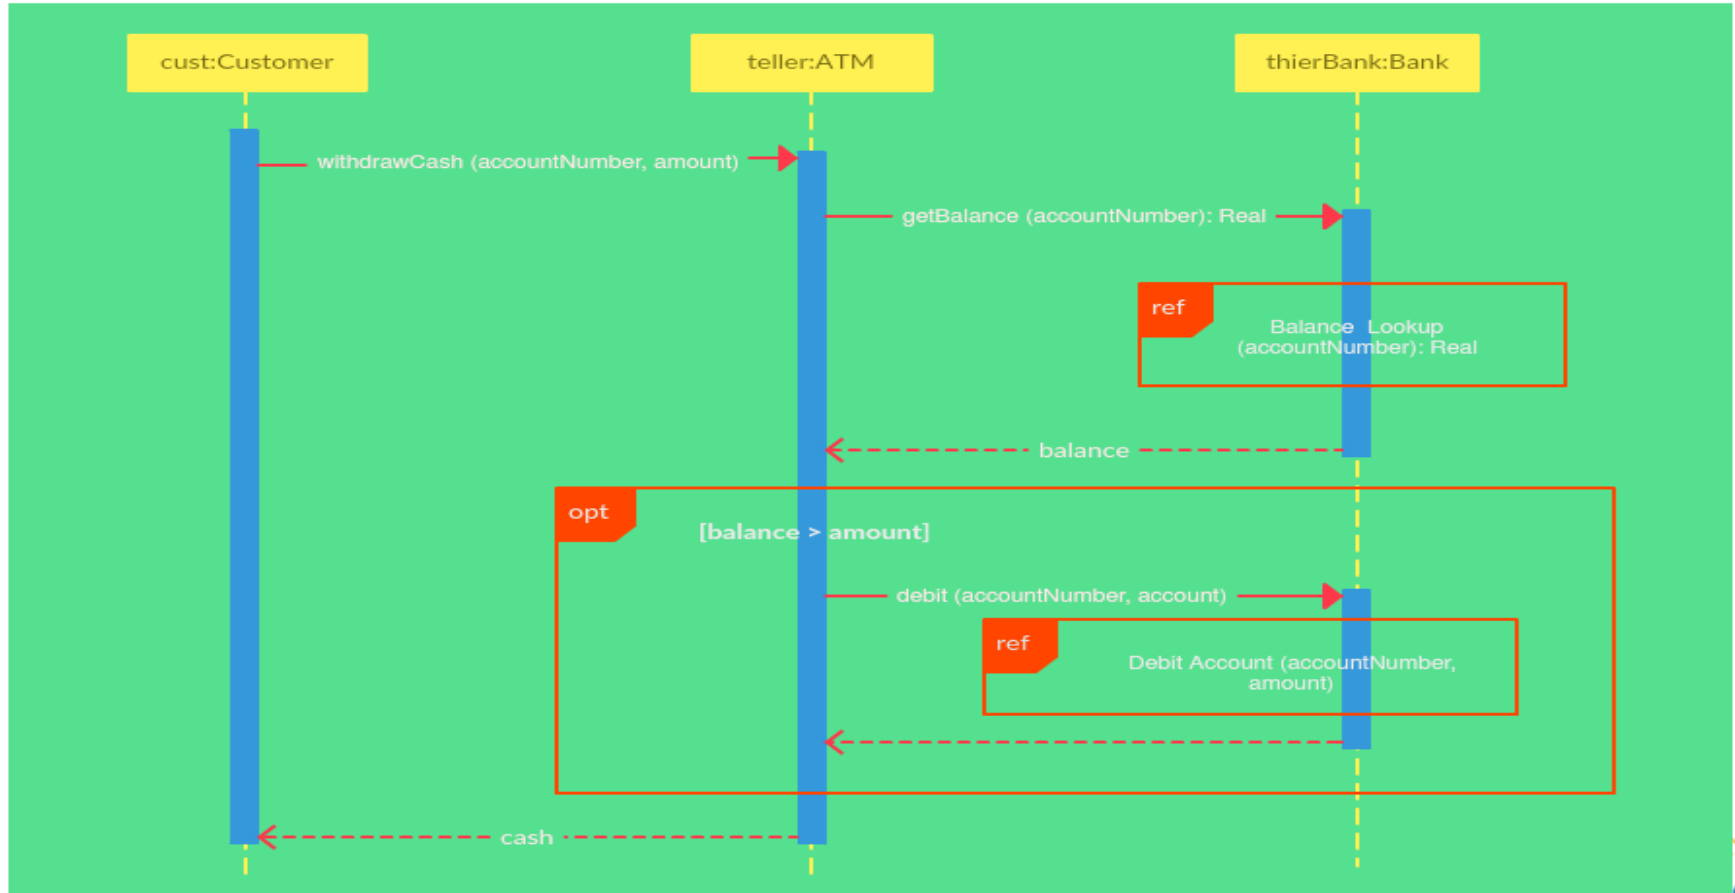 cust:Customer
teller:ATM
thierBank:Bank
withdrawCash (accountNumber, amount)
getBalance (accountNumber): Real
ref
Balance Lookup
(accountNumber): Real
balance
opt
[balance > amount]
debit (accountNumber, account)
ref
Debit Account (accountNumber,
amount)
cash